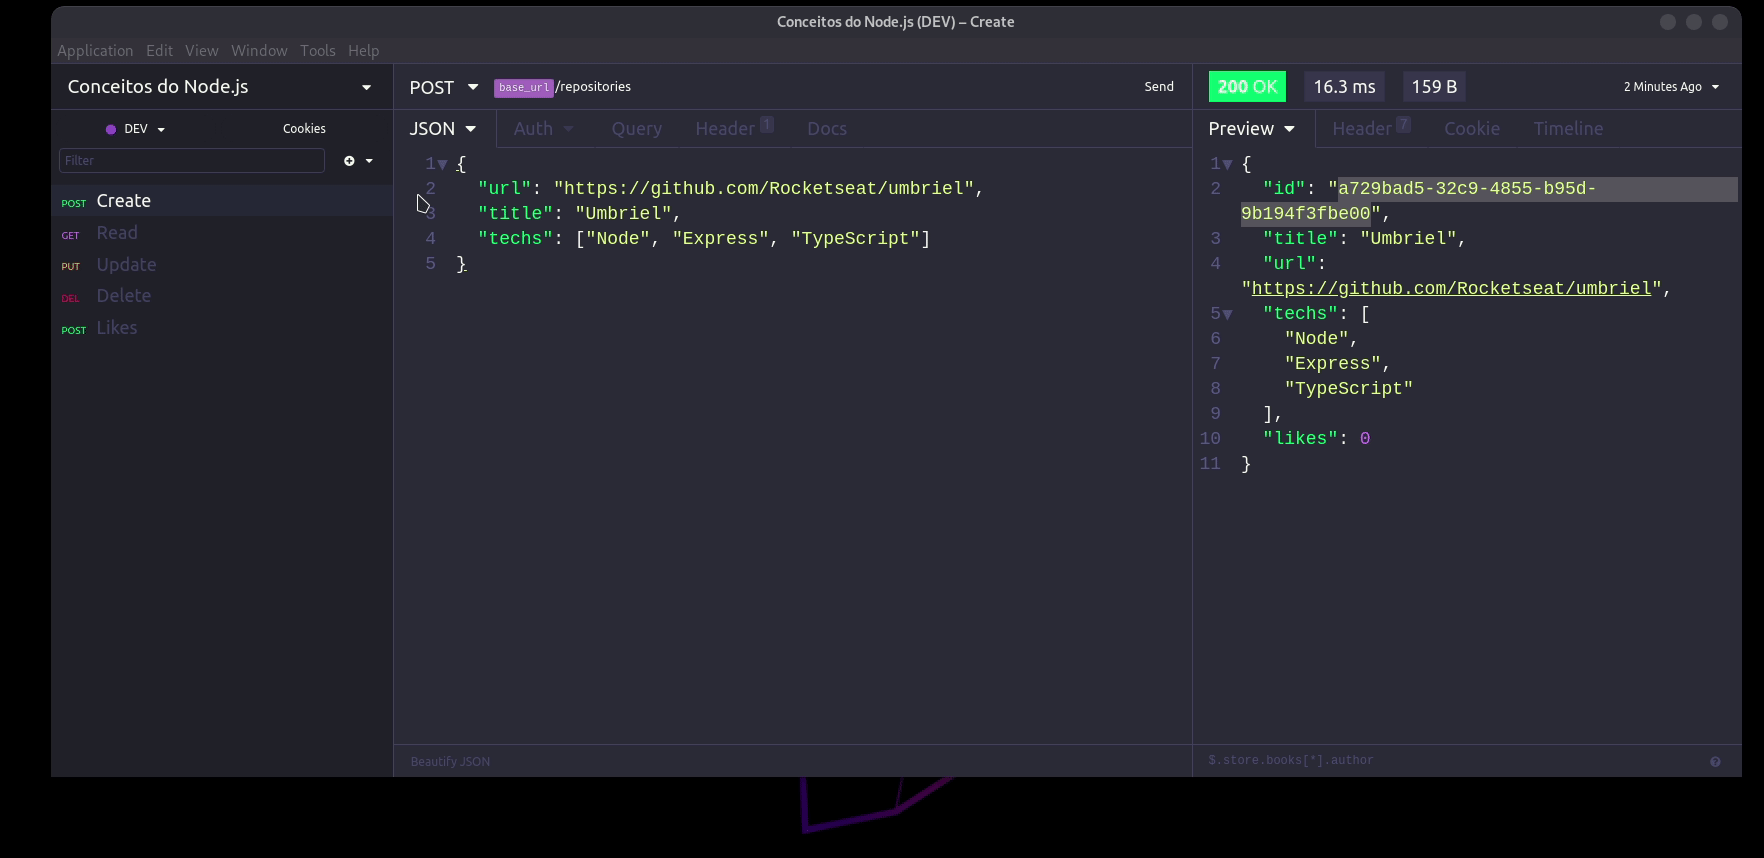 Conceitos do Node.js (DEV) – Create
Application Edit View Window Tools Help
Conceitos do Node.js
DEV Cookies
Filter
POST Create
GET Read
PUT Update
DEL Delete
POST Likes
POST base_url/repositories Send
JSON Auth Query Header 1 Docs
1 {
2 "url": "https://github.com/Rocketseat/umbriel",
3 "title": "Umbriel",
4 "techs": ["Node", "Express", "TypeScript"]
5 }
Beautify JSON
200 OK 16.3 ms 159 B 2 Minutes Ago
Preview Header 7 Cookie Timeline
1 {
2 "id": "a729bad5-32c9-4855-b95d-
9b194f3fbe00",
3 "title": "Umbriel",
4 "url":
"https://github.com/Rocketseat/umbriel",
5 "techs": [
6 "Node",
7 "Express",
8 "TypeScript"
9 ],
10 "likes": 0
11 }
$.store.books[*].author